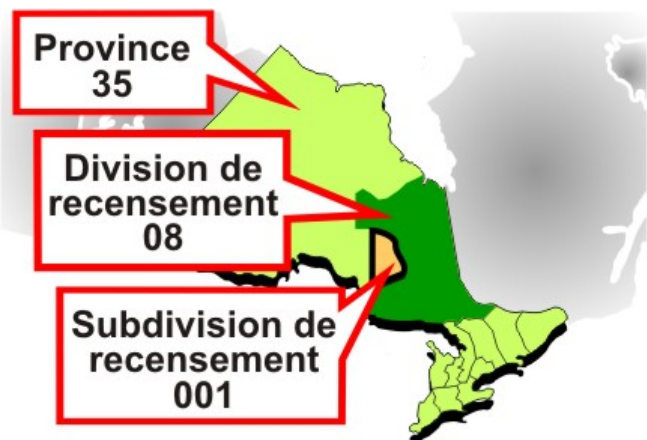 Province
35
Division de
recensement
08
Subdivision de
recensement
001